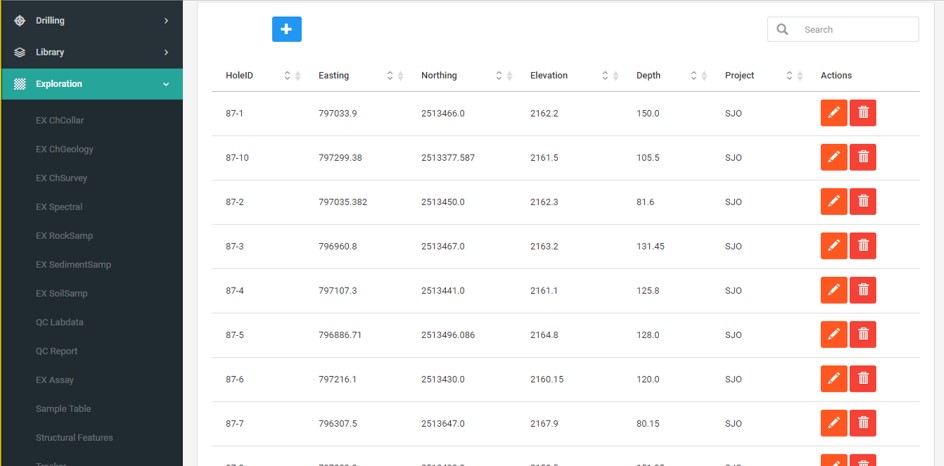 Drilling
Library
Exploration
EX ChCollar
EX ChGeology
EX ChSurvey
EX Spectral
EX RockSamp
EX SedimentSamp
EX SoilSamp
QC Labdata
QC Report
EX Assay
Sample Table
Structural Features
Search
HoleID Easting Northing Elevation Depth Project Actions
87-1 797033.9 2513466.0 2162.2 150.0 SJO
87-10 797299.38 2513377.587 2161.5 105.5 SJO
87-2 797035.382 2513450.0 2162.3 81.6 SJO
87-3 796960.8 2513467.0 2163.2 131.45 SJO
87-4 797107.3 2513441.0 2161.1 125.8 SJO
87-5 796886.71 2513496.086 2164.8 128.0 SJO
87-6 797216.1 2513430.0 2160.15 120.0 SJO
87-7 796307.5 2513647.0 2167.9 80.15 SJO